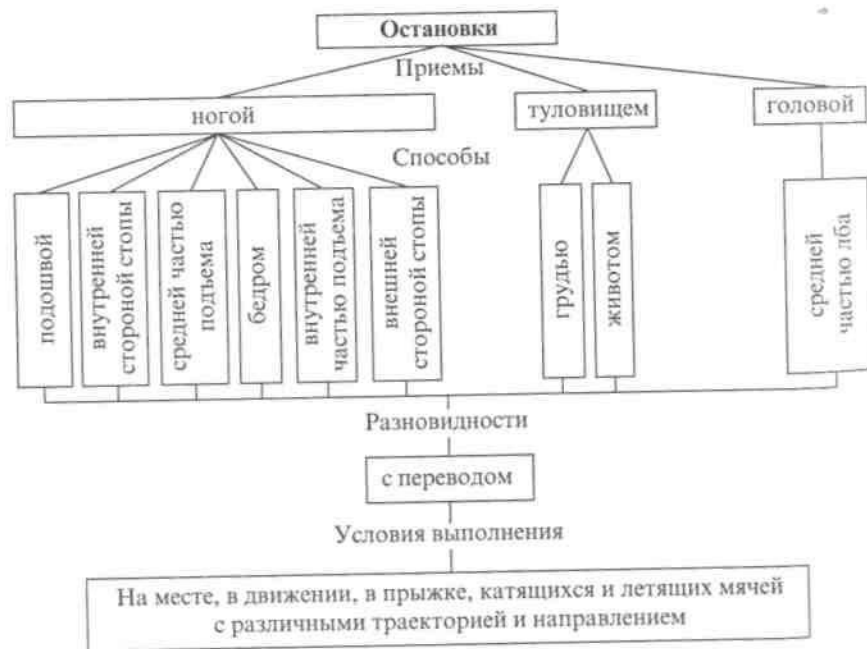 Остановки
Приемы
ногой
туловищем
головой
Способы
подошвой
внутренней
стороной стопы
средней частью
подъема
бедром
внутренней
частью подъема
внешней
стороной стопы
грудью
животом
средней
частью лба
Разновидности
с переводом
Условия выполнения
На месте, в движении, в прыжке, катящихся и летящих мячей
с различными траекторией и направлением